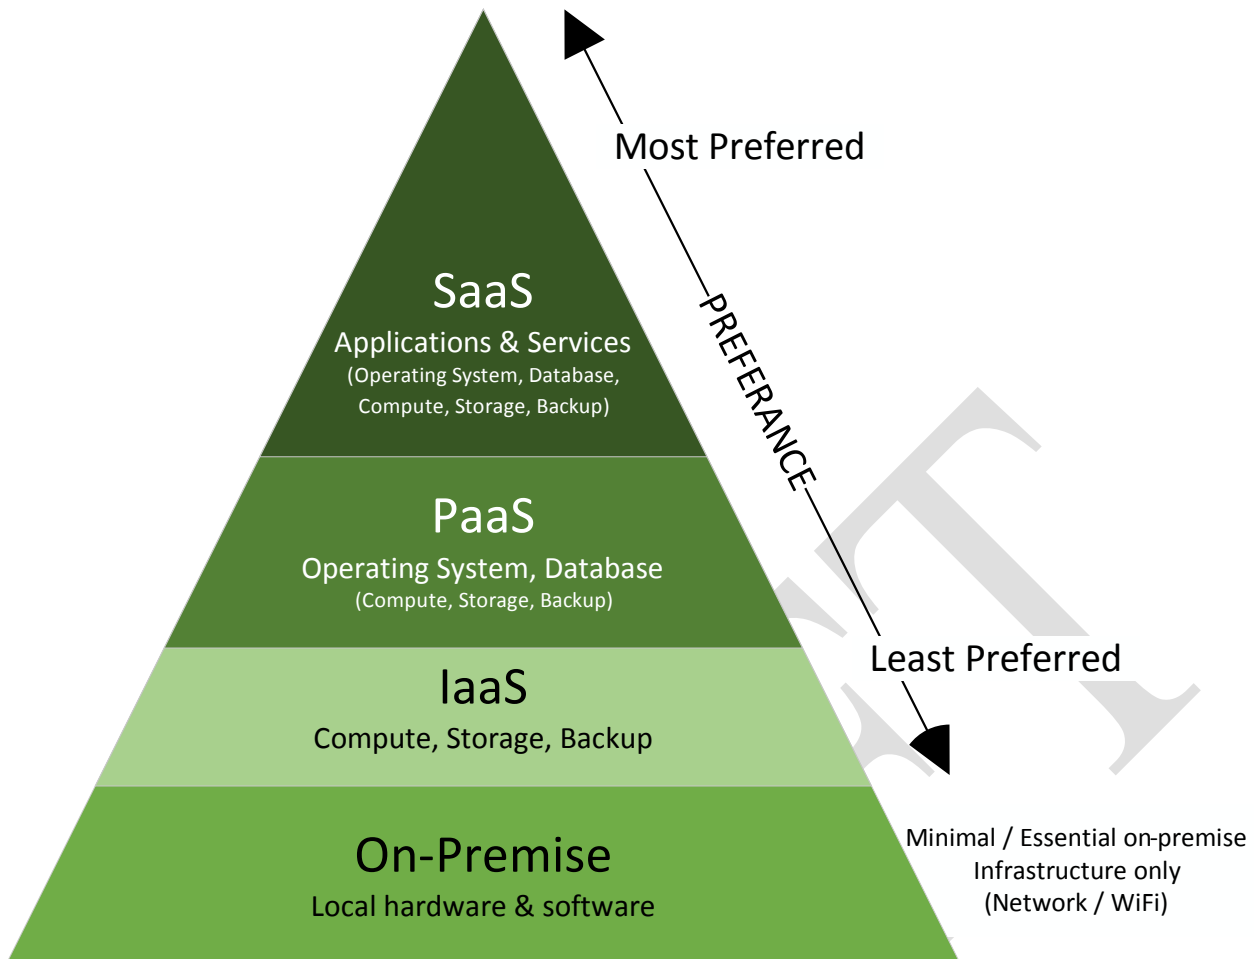 Most Preferred
SaaS
Applications & Services
(Operating System, Database,
Compute, Storage, Backup)
PREFERANCE
PaaS
Operating System, Database
(Compute, Storage, Backup)
Least Preferred
IaaS
Compute, Storage, Backup
On-Premise
Local hardware & software
Minimal / Essential on-premise
Infrastructure only
(Network / WiFi)